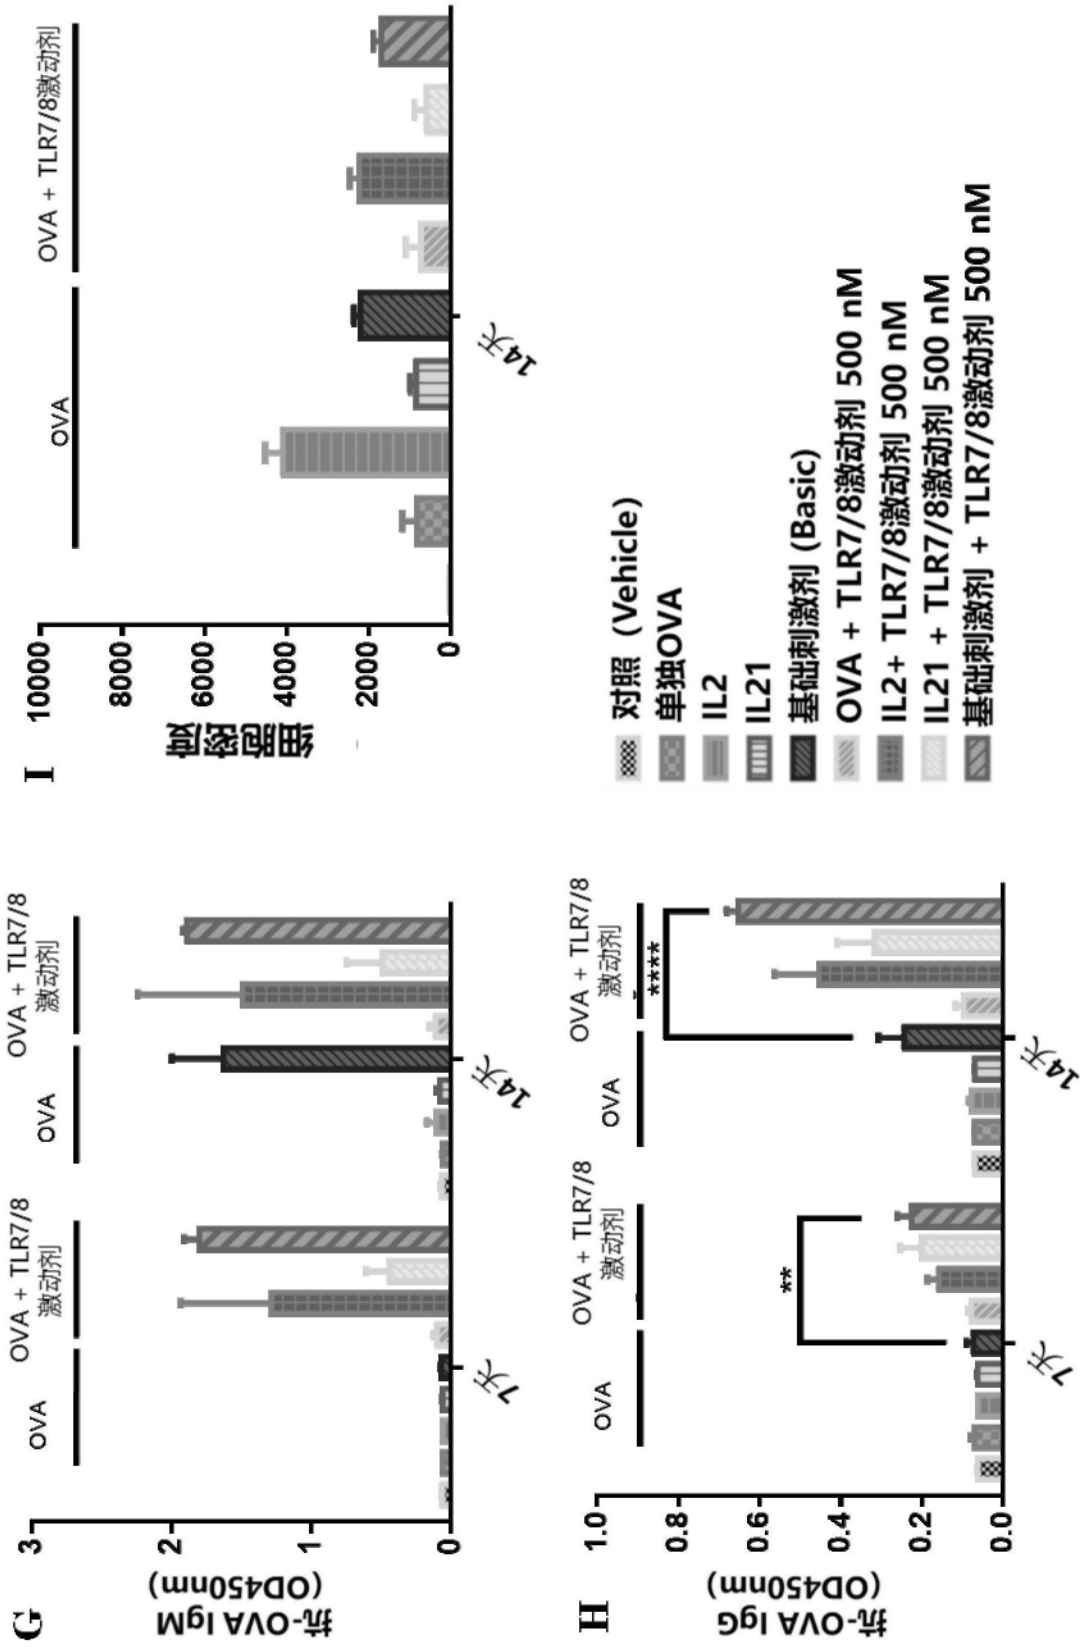 G
抗-OVA IgM
(OD450nm)
3
2
1
0
OVA
OVA + TLR7/8
激动剂
OVA
OVA + TLR7/8
激动剂
7天
14天
I
细胞密度
10000
8000
6000
4000
2000
0
OVA
OVA + TLR7/8激动剂
14天
H
抗-OVA IgG
(OD450nm)
1.0
0.8
0.6
0.4
0.2
0.0
OVA
OVA + TLR7/8
激动剂
**
OVA
OVA + TLR7/8
激动剂
****
7天
14天
对照（Vehicle）
单独OVA
IL2
IL21
基础刺激剂 (Basic)
OVA + TLR7/8激动剂 500 nM
IL2+ TLR7/8激动剂 500 nM
IL21 + TLR7/8激动剂 500 nM
基础刺激剂 + TLR7/8激动剂 500 nM